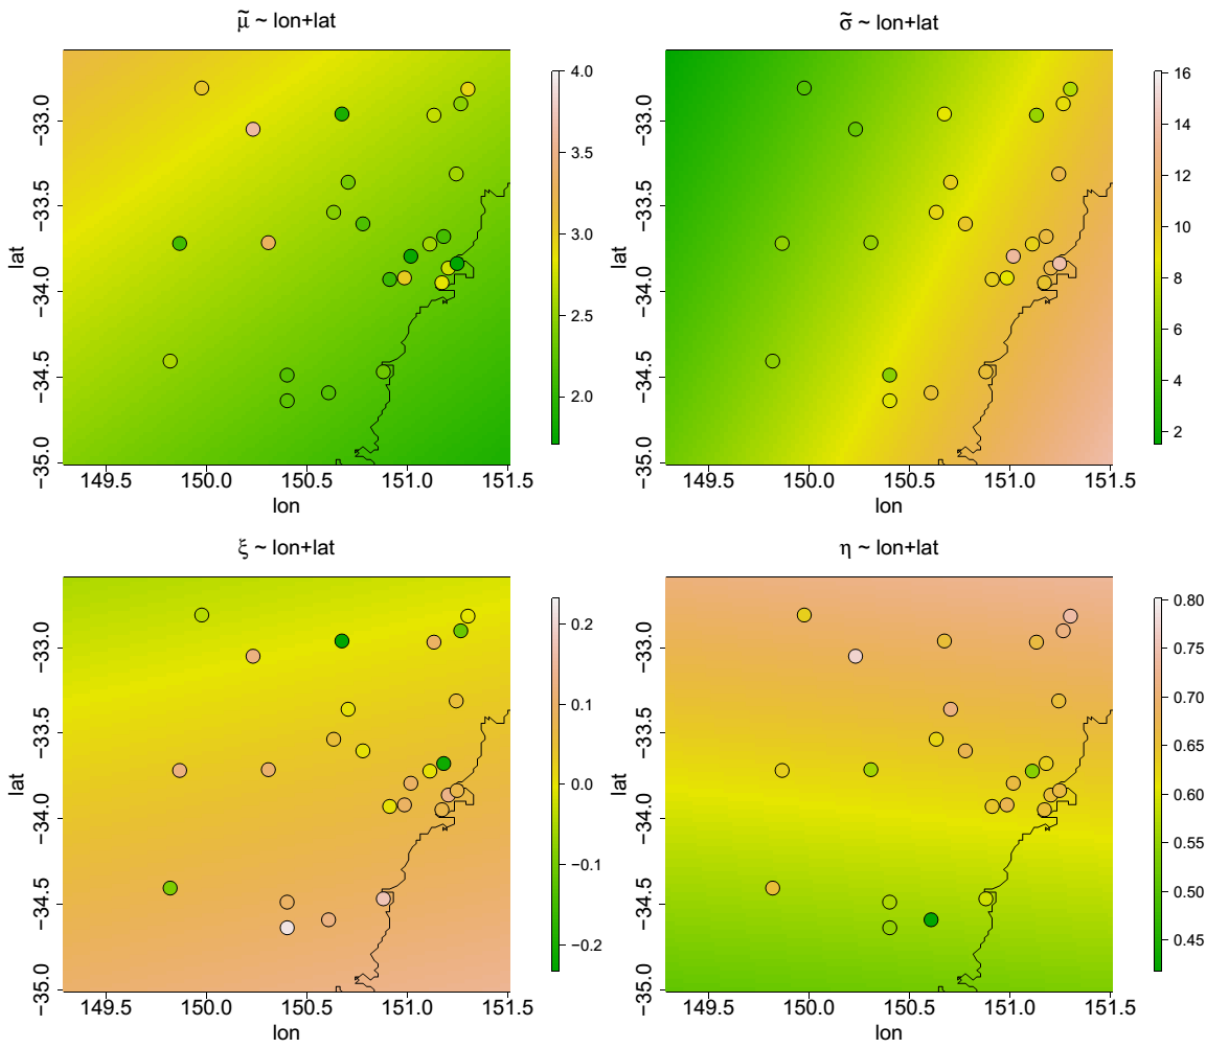 μ̃ ~ lon+lat
4.0
3.5
3.0
2.5
2.0
−33.0
−33.5
−34.0
−34.5
−35.0
lat
149.5 150.0 150.5 151.0 151.5
lon
σ̃ ~ lon+lat
16
14
12
10
8
6
4
2
−33.0
−33.5
−34.0
−34.5
−35.0
lat
149.5 150.0 150.5 151.0 151.5
lon
ξ ~ lon+lat
0.2
0.1
0.0
−0.1
−0.2
−33.0
−33.5
−34.0
−34.5
−35.0
lat
149.5 150.0 150.5 151.0 151.5
lon
η ~ lon+lat
0.80
0.75
0.70
0.65
0.60
0.55
0.50
0.45
−33.0
−33.5
−34.0
−34.5
−35.0
lat
149.5 150.0 150.5 151.0 151.5
lon